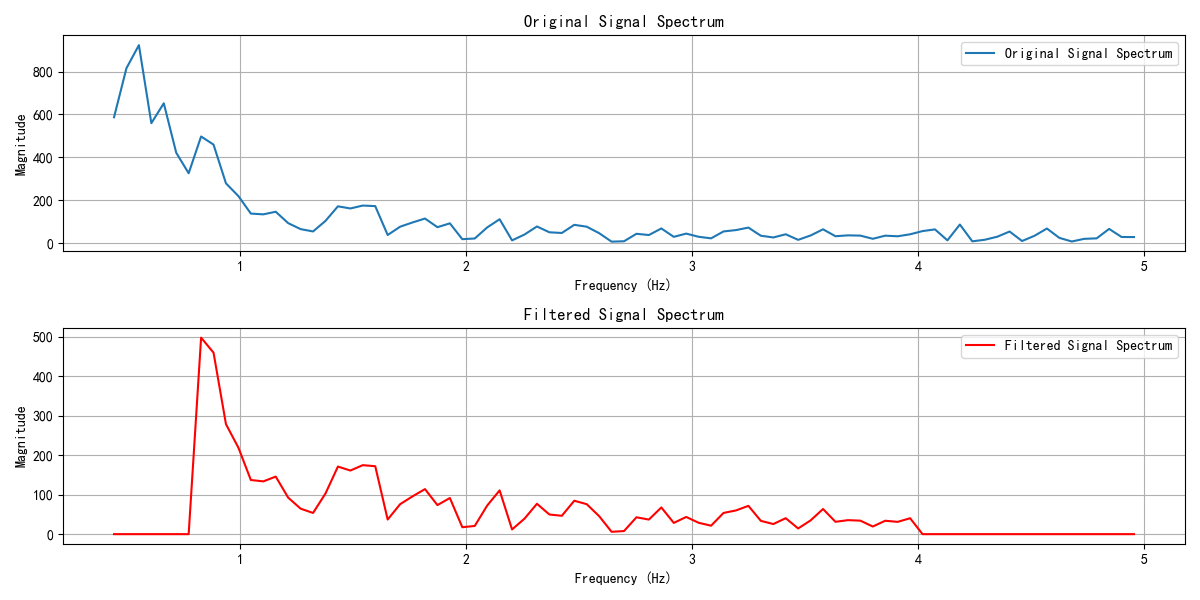 Original Signal Spectrum
Original Signal Spectrum
Magnitude
800
600
400
200
0
1 2 3 4 5
Frequency (Hz)
Filtered Signal Spectrum
Filtered Signal Spectrum
Magnitude
500
400
300
200
100
0
1 2 3 4 5
Frequency (Hz)